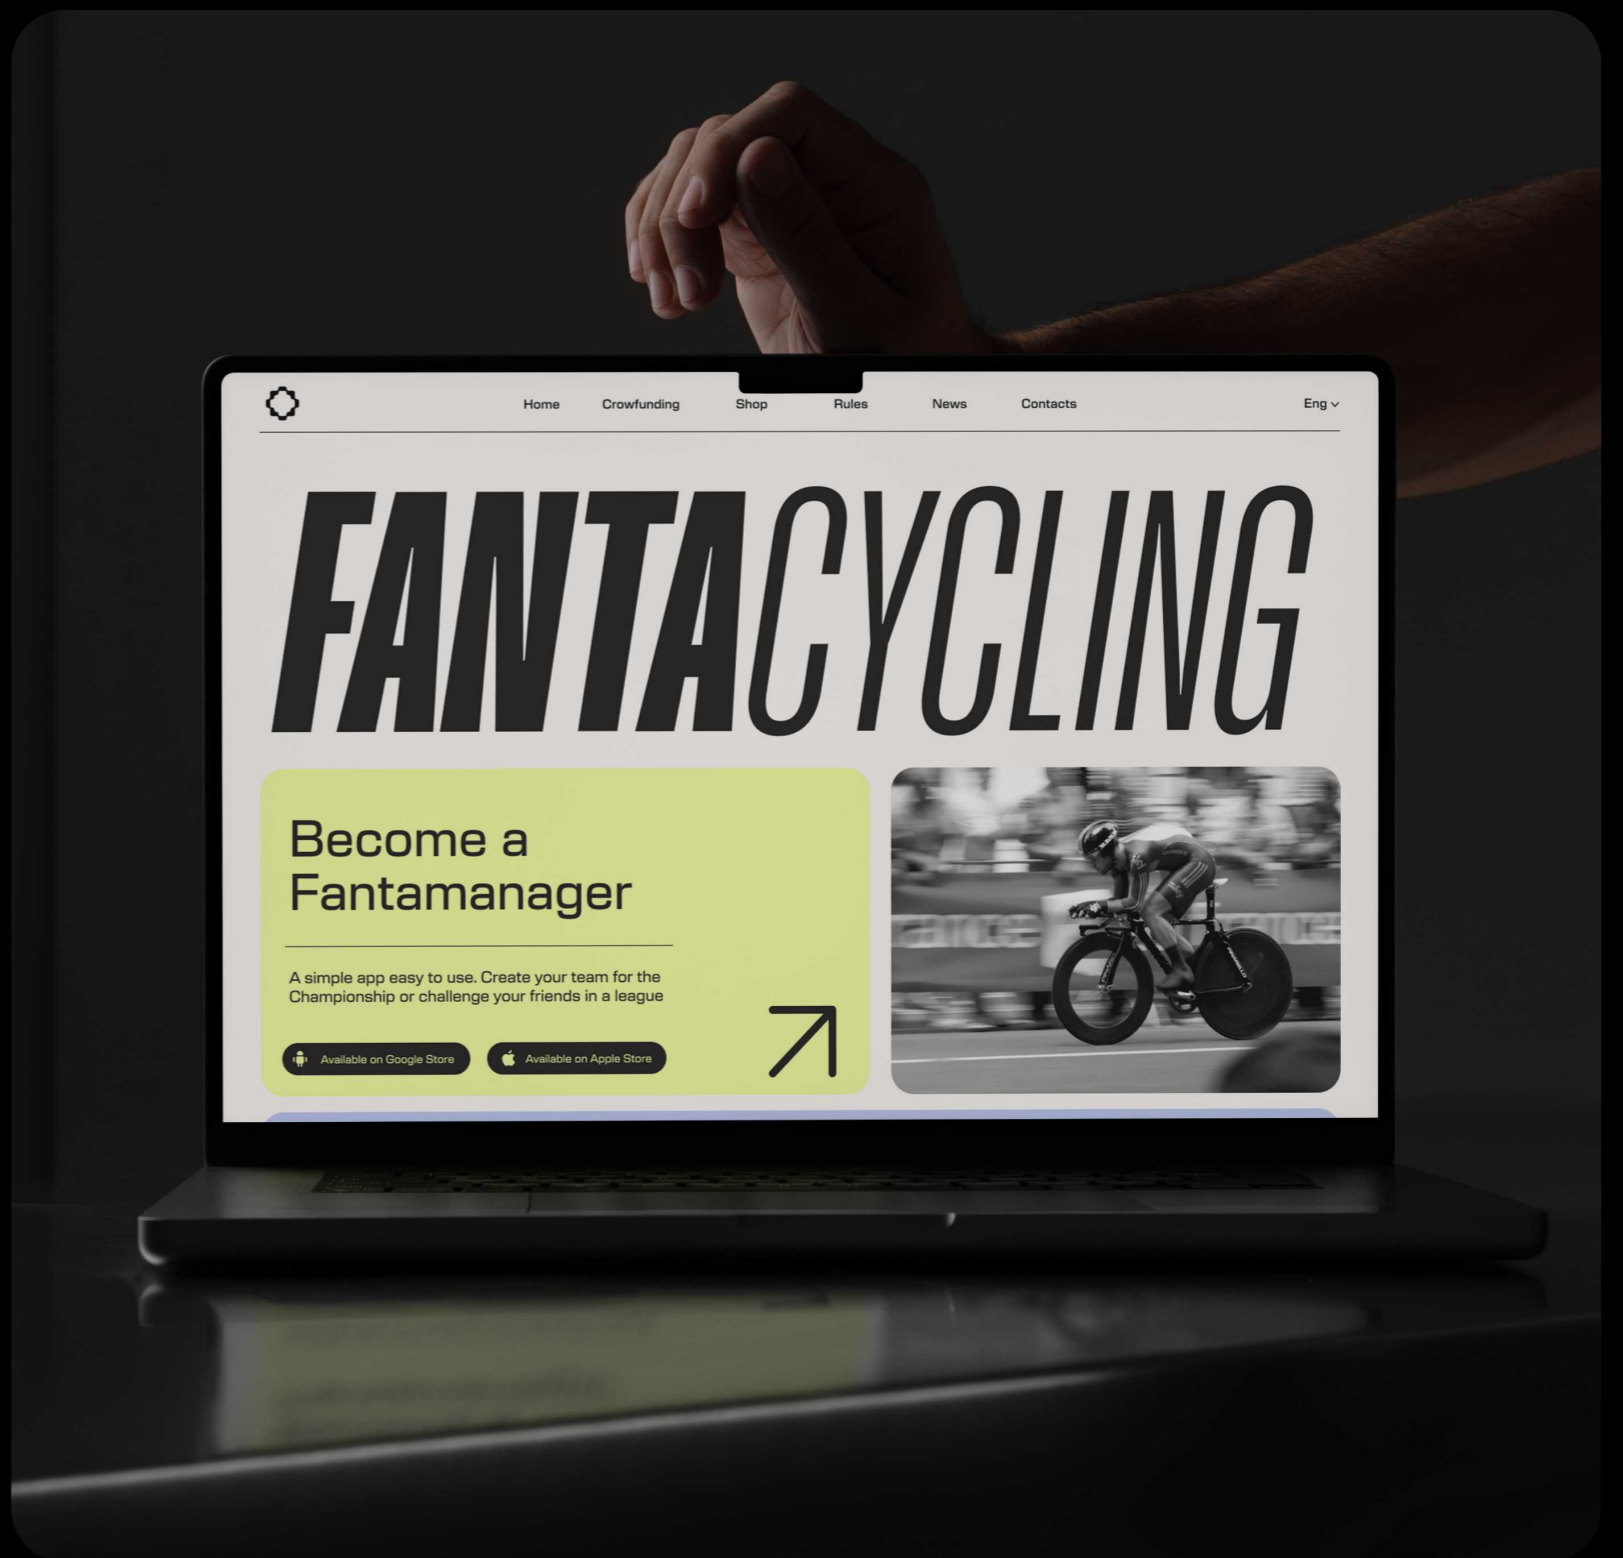 Home Crowfunding Shop Rules News Contacts Eng
FANTACYCLING
Become a
Fantamanager
A simple app easy to use. Create your team for the
Championship or challenge your friends in a league
Available on Google Store Available on Apple Store